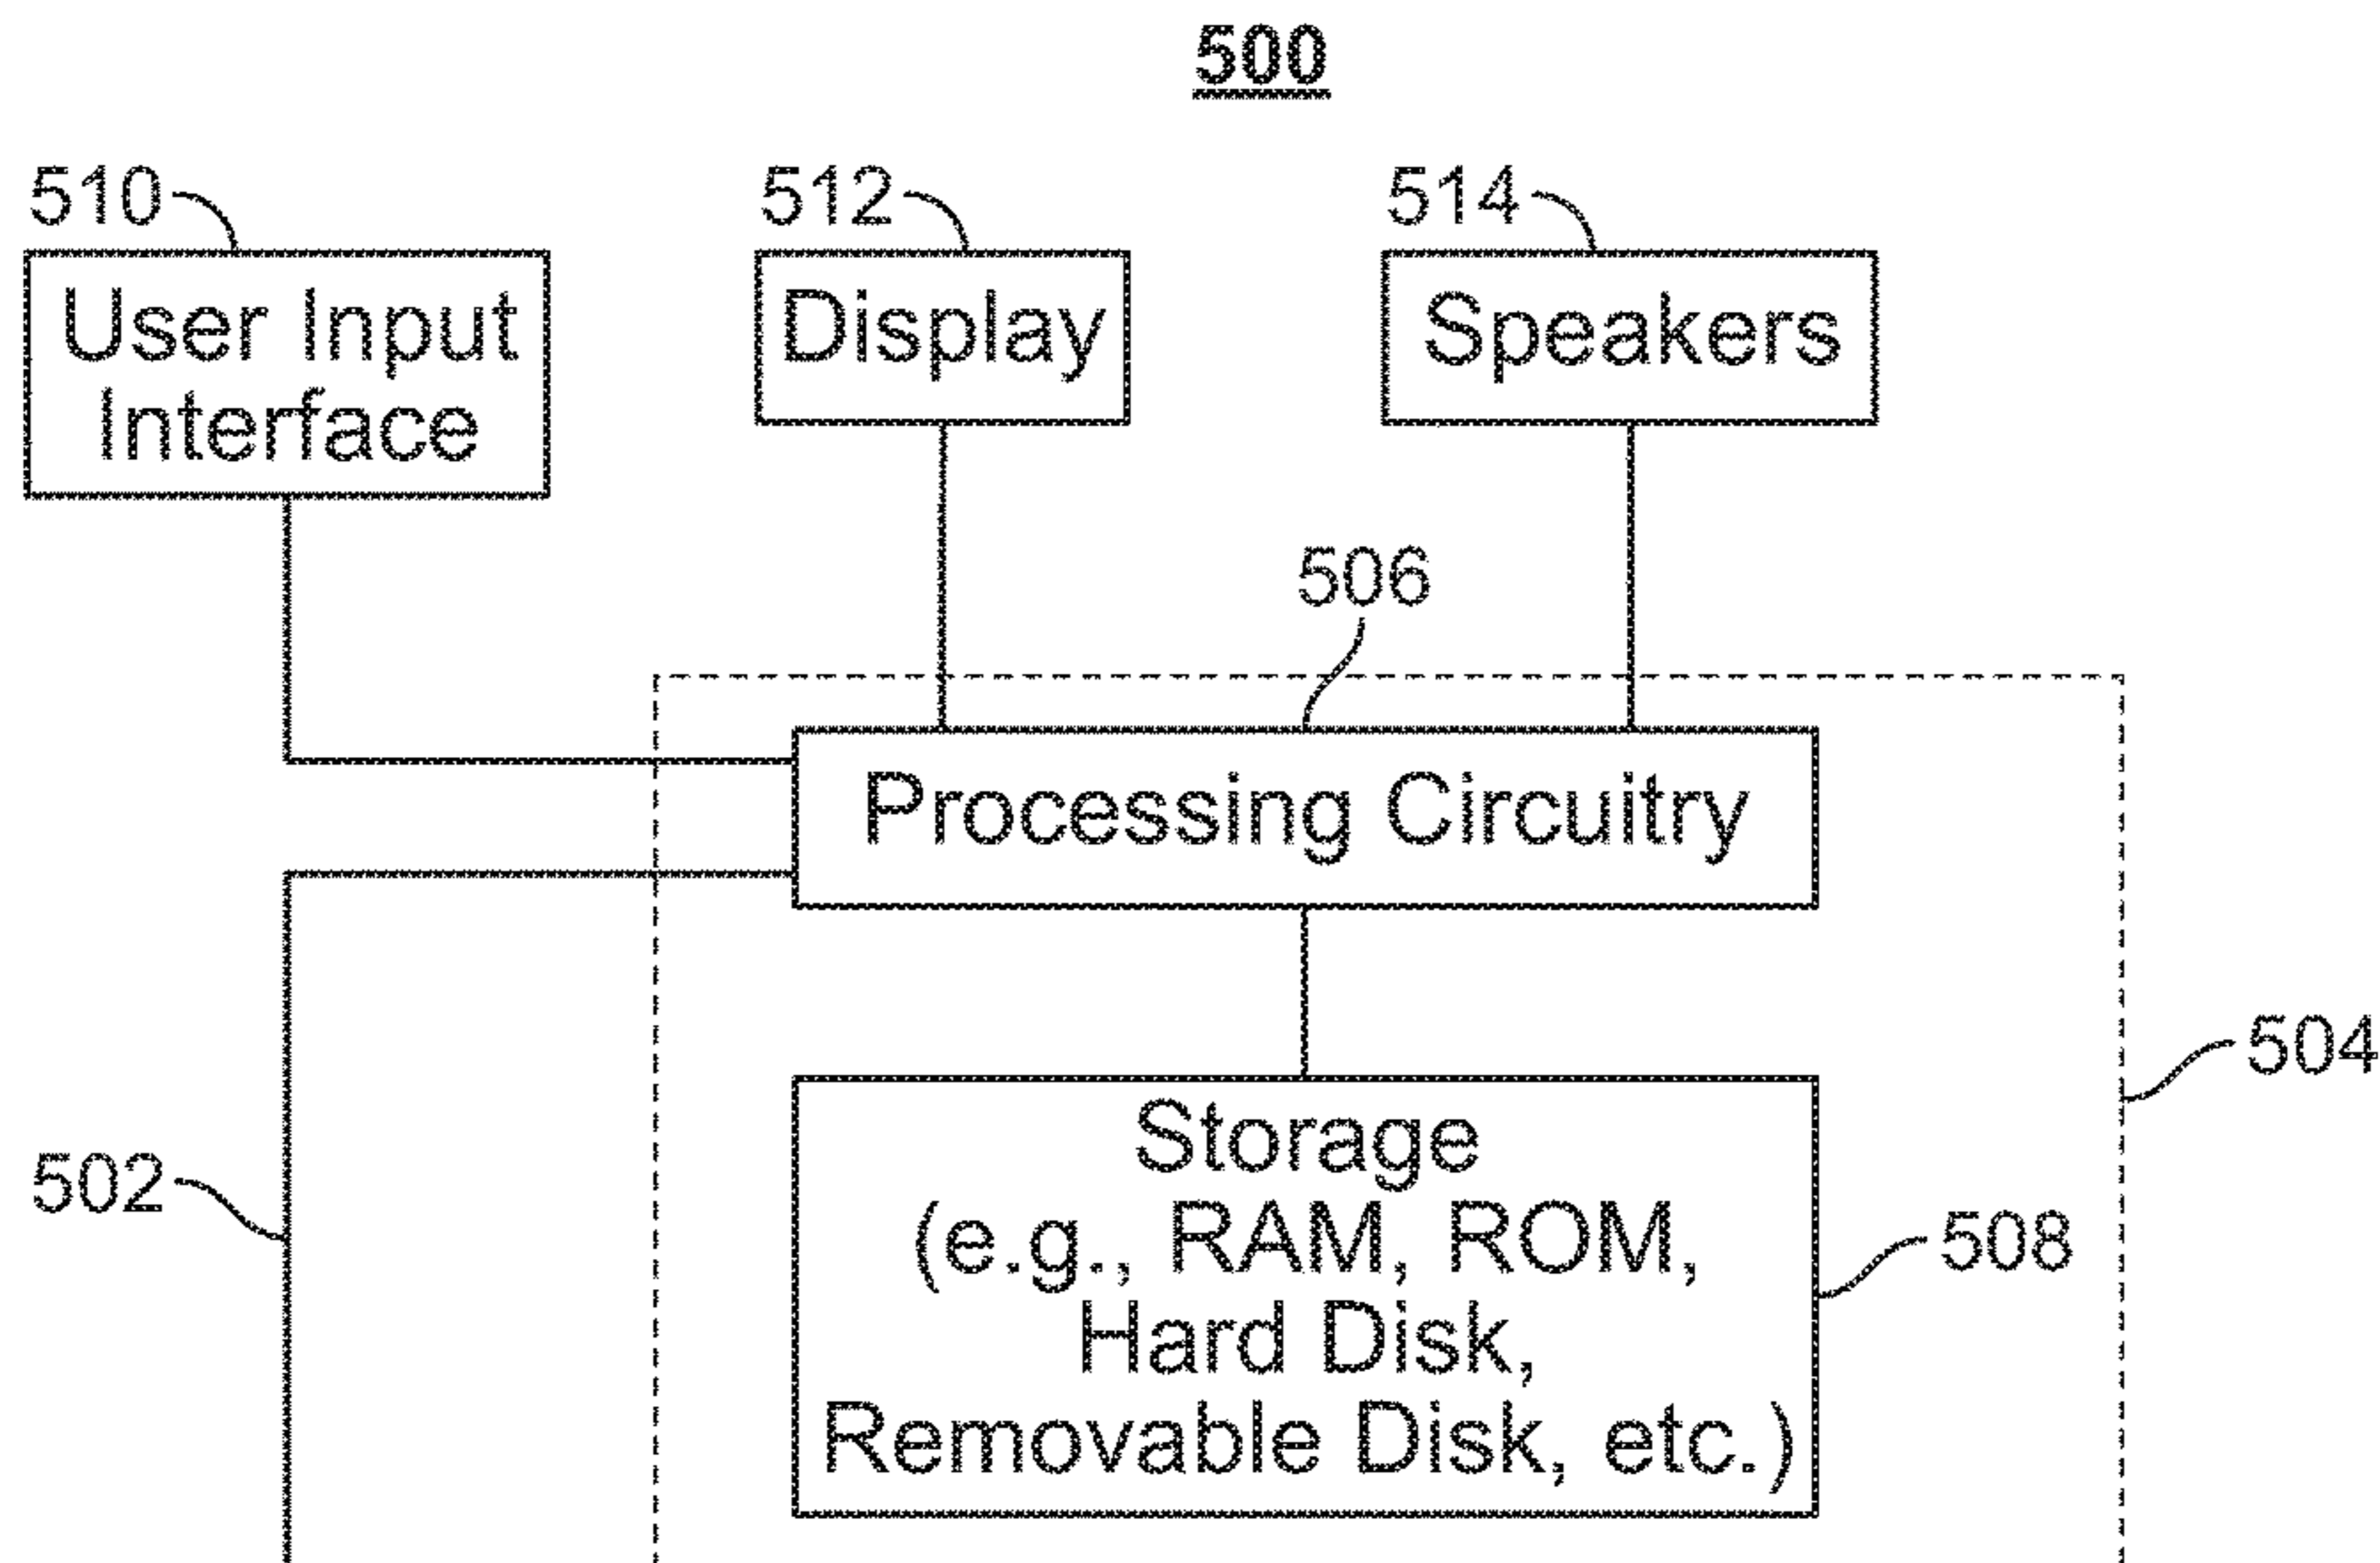 500
510
512
514
User Input
Interface
Display
Speakers
506
Processing Circuitry
504
502
Storage
(e.g., RAM, ROM,
Hard Disk,
Removable Disk, etc.)
508